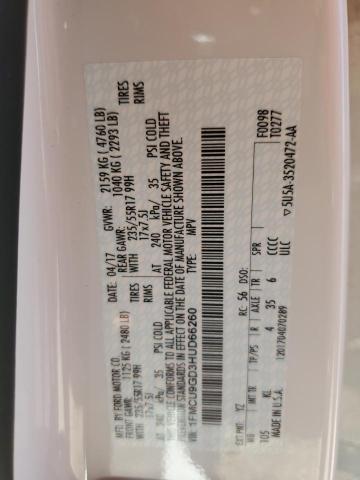 MFD. BY FORD MOTOR CO.
04/17 GVWR: 2159 KG ( 4760 LB)
FRONT GAWR: 1125 KG ( 2480 LB) REAR GAWR: 1040 KG ( 2293 LB)
235/55R17 99H TIRES WITH 235/55R17 99H TIRES
17x7.5J RIMS 17x7.5J RIMS
AT 240 kPa/ 35 PSI COLD AT 240 kPa/ 35 PSI COLD
THIS VEHICLE CONFORMS TO ALL APPLICABLE FEDERAL MOTOR VEHICLE SAFETY AND THEFT
PREVENTION STANDARDS IN EFFECT ON THE DATE OF MANUFACTURE SHOWN ABOVE.
VIN: 1FMCU9GD3HUD66260
TYPE: MPV
F0098
T0277
EXT PNT: YZ RC: 56 DSO:
WB INT TR TP/PS R AXLE TR SPR
105 KL 4 35 6 CCCC
MADE IN U.S.A. ULC
12017040702B9
5U5A-3520472-AA